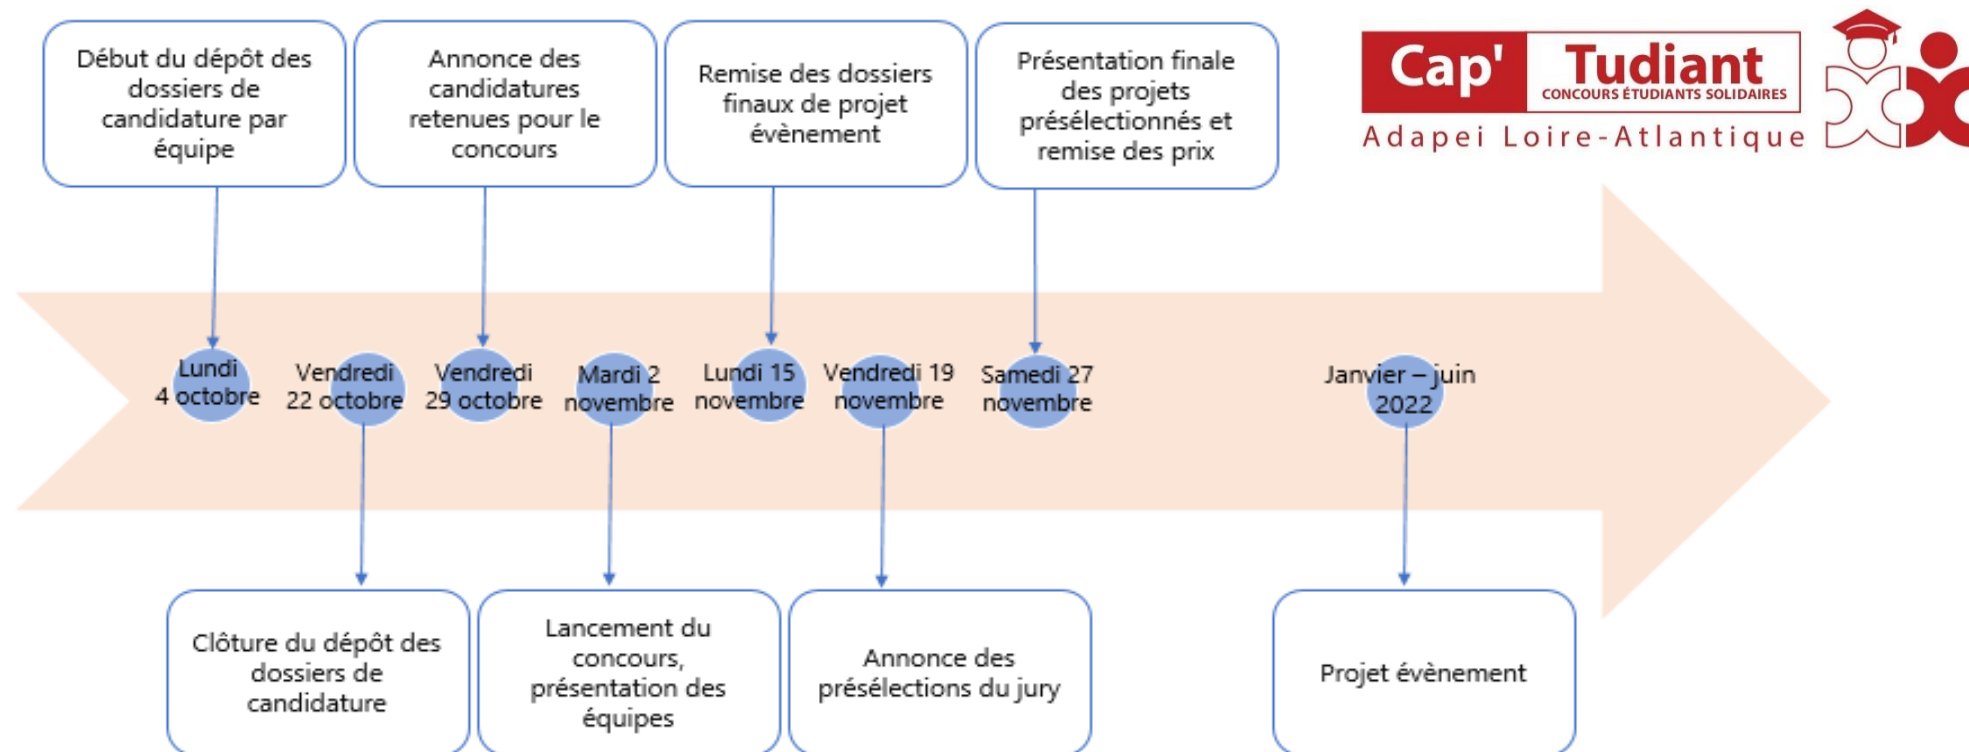 Début du dépôt des
dossiers de
candidature par
équipe
Annonce des
candidatures
retenues pour le
concours
Remise des dossiers
finaux de projet
évènement
Présentation finale
des projets
présélectionnés et
remise des prix
Cap' Tudiant
CONCOURS ÉTUDIANTS SOLIDAIRES
Adapei Loire-Atlantique
Lundi
4 octobre
Vendredi
22 octobre
Vendredi
29 octobre
Mardi 2
novembre
Lundi 15
novembre
Vendredi 19
novembre
Samedi 27
novembre
Janvier – juin
2022
Clôture du dépôt des
dossiers de
candidature
Lancement du
concours,
présentation des
équipes
Annonce des
présélections du jury
Projet évènement